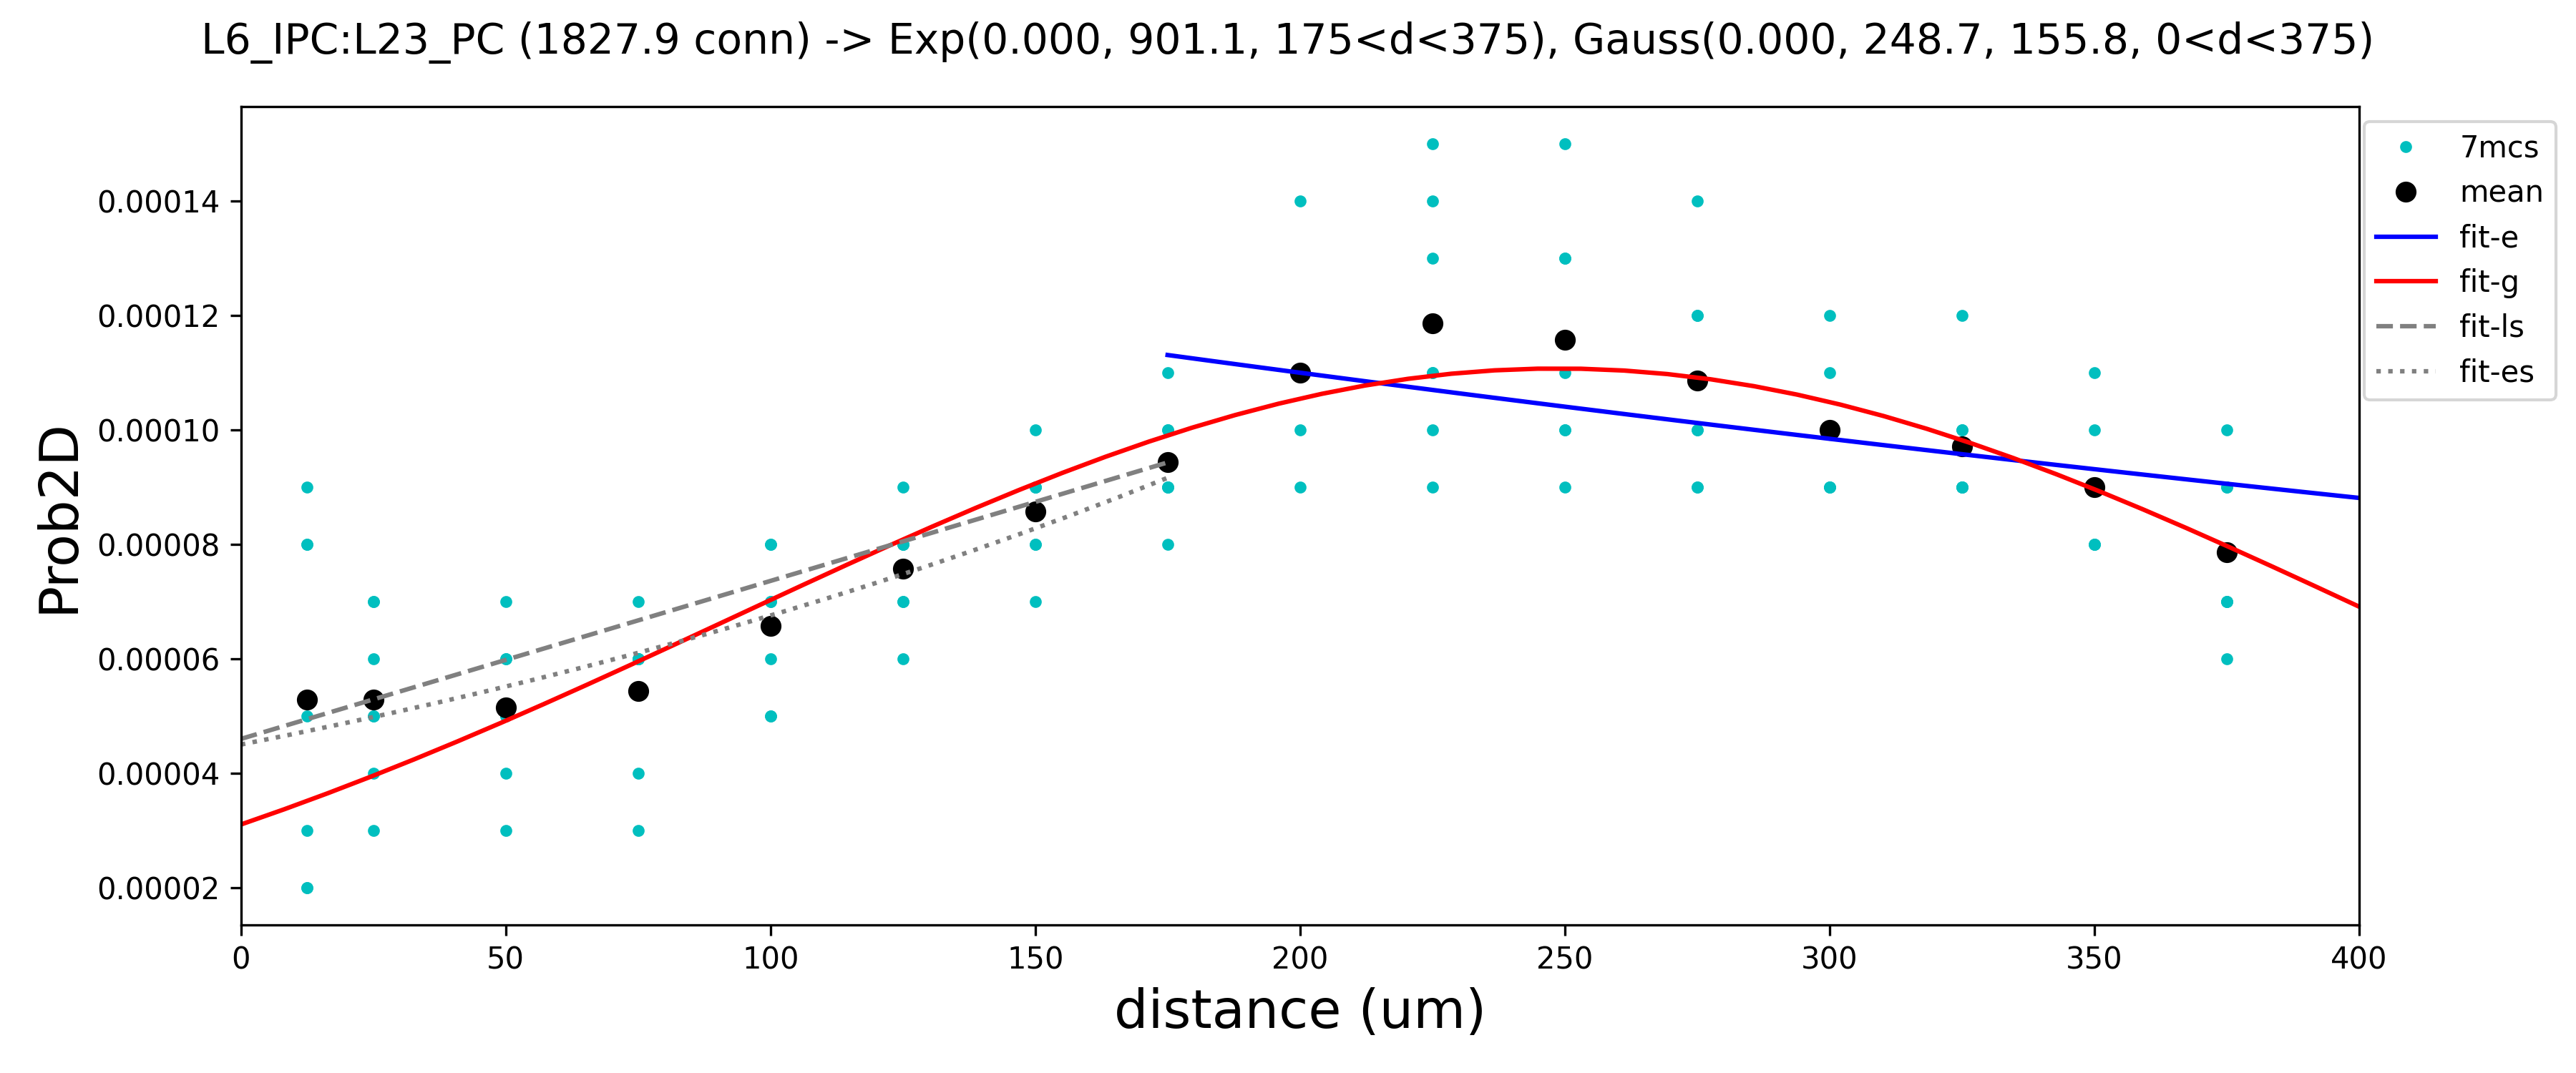 L6_IPC:L23_PC (1827.9 conn) -> Exp(0.000, 901.1, 175<d<375), Gauss(0.000, 248.7, 155.8, 0<d<375)
7mcs
mean
fit-e
fit-g
fit-ls
fit-es
Prob2D
0.00014
0.00012
0.00010
0.00008
0.00006
0.00004
0.00002
0 50 100 150 200 250 300 350 400
distance (um)